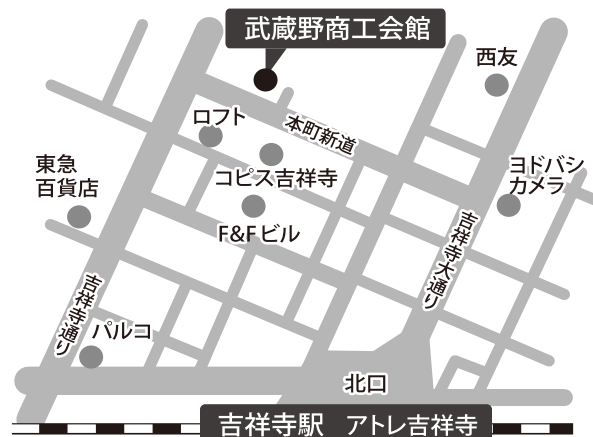 武蔵野商工会館
西友
ロフト
本町新道
東急
百貨店
コピス吉祥寺
ヨドバシ
カメラ
F&Fビル
吉祥寺大通り
吉祥寺通り
パルコ
北口
吉祥寺駅 アトレ吉祥寺